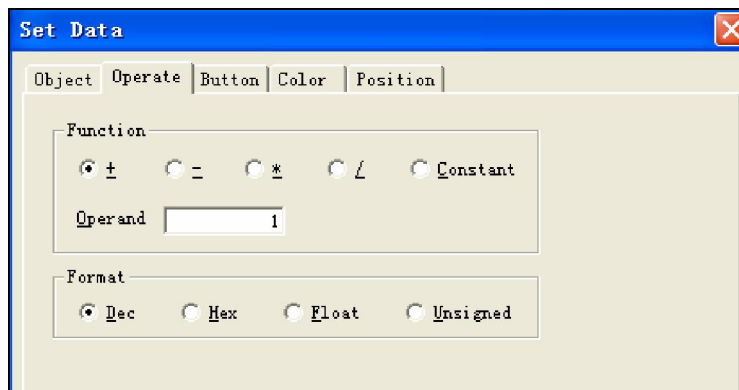 Set Data
Object Operate Button Color Position
Function
+ - * / Constant
Operand 1
Format
Dec Hex Float Unsigned